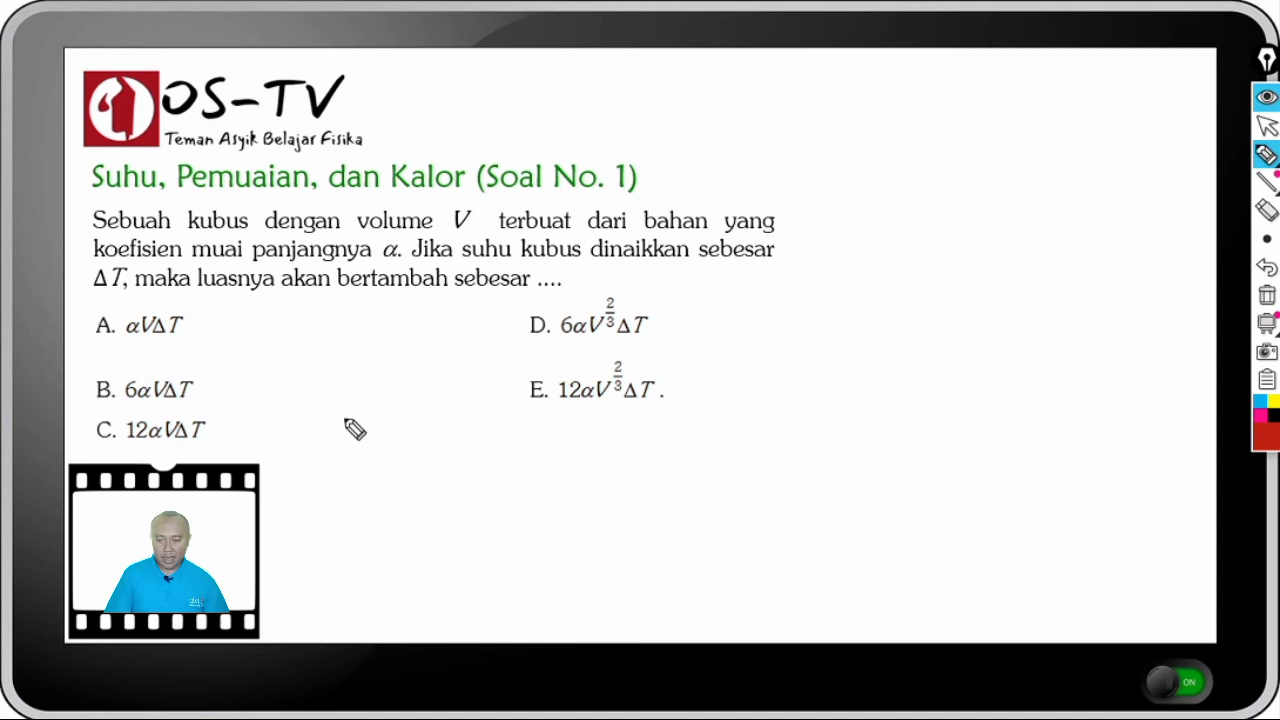 OS-TV
Teman Asyik Belajar Fisika
Suhu, Pemuaian, dan Kalor (Soal No. 1)
Sebuah kubus dengan volume V terbuat dari bahan yang
koefisien muai panjangnya α. Jika suhu kubus dinaikkan sebesar
ΔT, maka luasnya akan bertambah sebesar ....
A. αVΔT
B. 6αVΔT
C. 12αVΔT
D. 6αV^{2/3}ΔT
E. 12αV^{2/3}ΔT .
ON